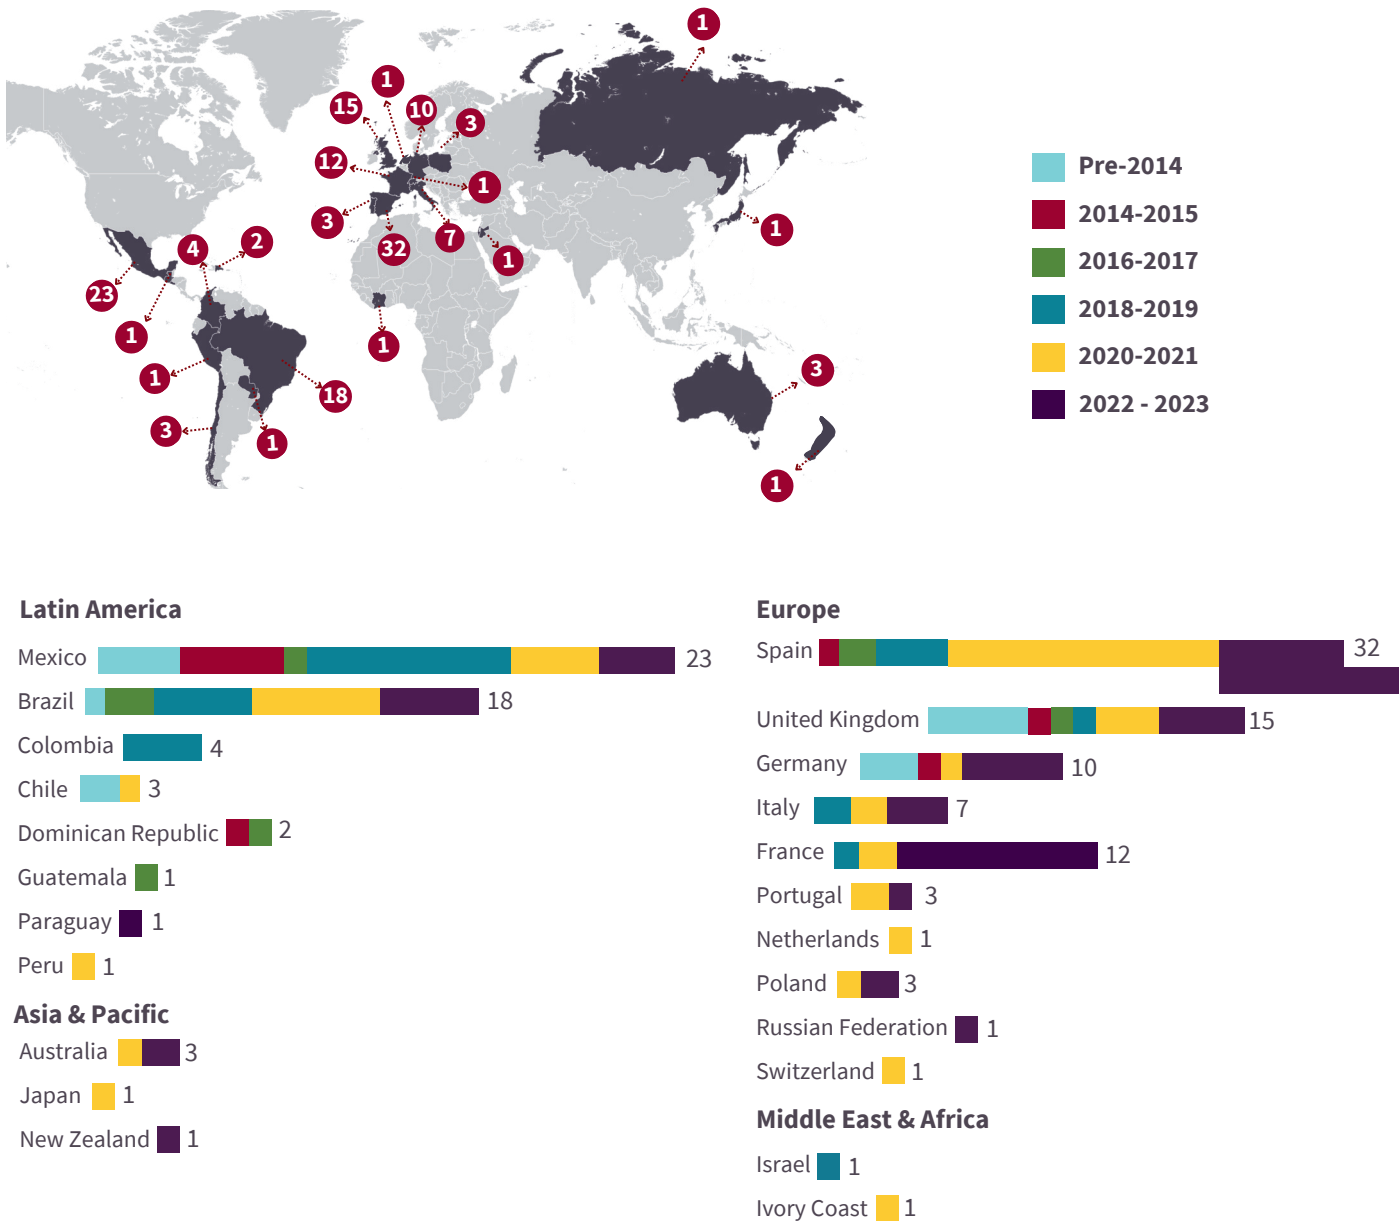 1
1
15
10
3
12
1
3
7
32
1
1
4
2
23
1
1
1
18
3
3
1
1
Pre-2014
2014-2015
2016-2017
2018-2019
2020-2021
2022 - 2023
Latin America
Mexico 23
Brazil 18
Colombia 4
Chile 3
Dominican Republic 2
Guatemala 1
Paraguay 1
Peru 1
Asia & Pacific
Australia 3
Japan 1
New Zealand 1
Europe
Spain 32
United Kingdom 15
Germany 10
Italy 7
France 12
Portugal 3
Netherlands 1
Poland 3
Russian Federation 1
Switzerland 1
Middle East & Africa
Israel 1
Ivory Coast 1